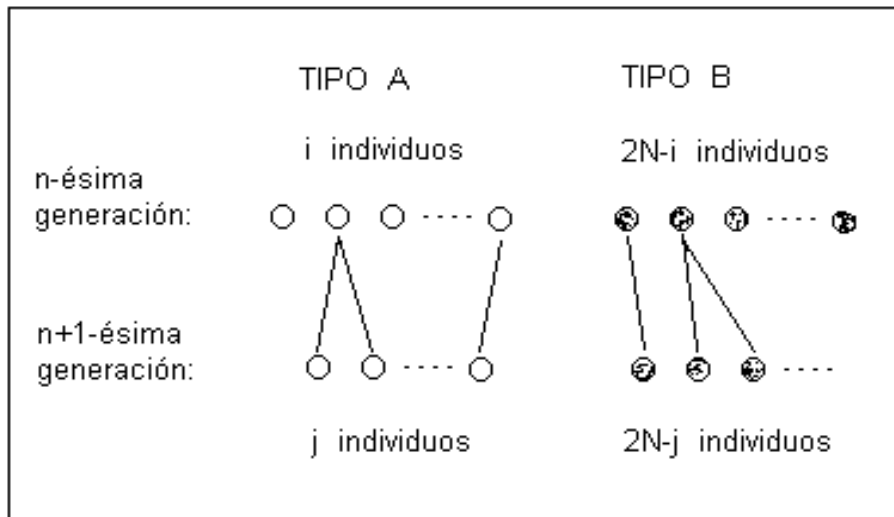 TIPO A
TIPO B
i individuos
2N-i individuos
n-ésima
generación:
n+1-ésima
generación:
j individuos
2N-j individuos